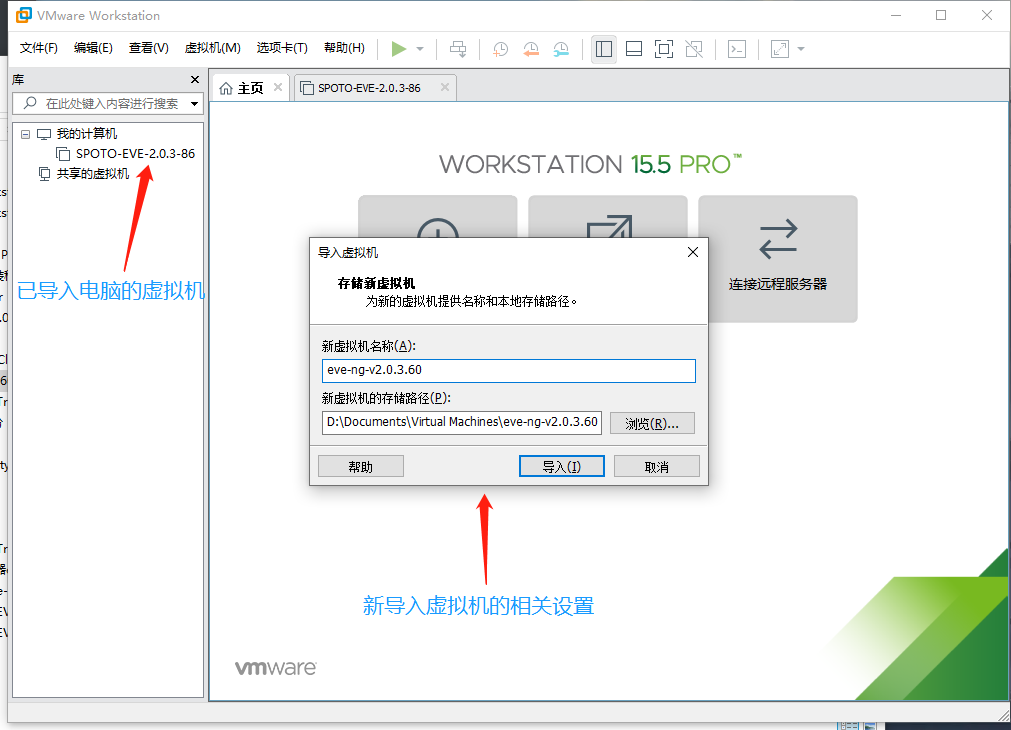 VMware Workstation
文件(F) 编辑(E) 查看(V) 虚拟机(M) 选项卡(T) 帮助(H)
库
在此处键入内容进行搜索
我的计算机
SPOTO-EVE-2.0.3-86
共享的虚拟机
已导入电脑的虚拟机
主页
SPOTO-EVE-2.0.3-86
WORKSTATION 15.5 PRO™
连接远程服务器
导入虚拟机
存储新虚拟机
为新的虚拟机提供名称和本地存储路径。
新虚拟机名称(A):
eve-ng-v2.0.3.60
新虚拟机的存储路径(P):
D:\Documents\Virtual Machines\eve-ng-v2.0.3.60
浏览(R)...
帮助
导入(I)
取消
新导入虚拟机的相关设置
vmware